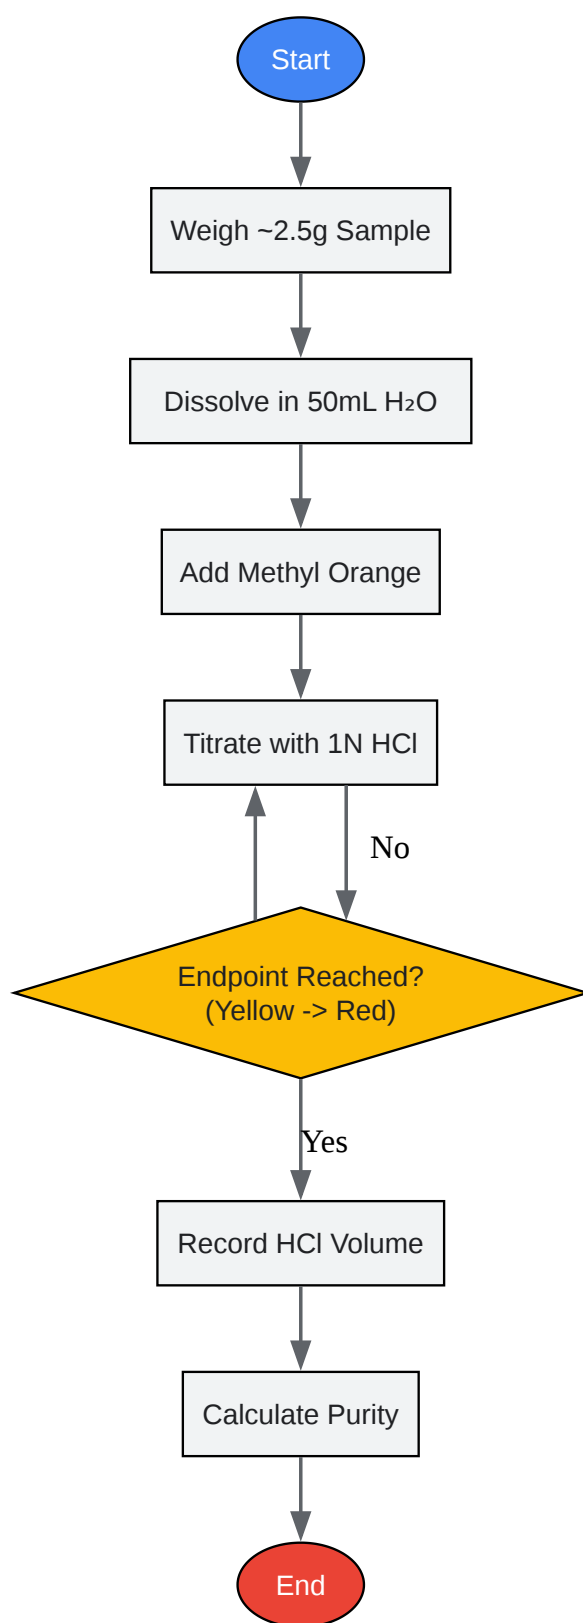 Start
Weigh ~2.5g Sample
Dissolve in 50mL H₂O
Add Methyl Orange
Titrate with 1N HCl
No
Endpoint Reached?
(Yellow -> Red)
Yes
Record HCl Volume
Calculate Purity
End